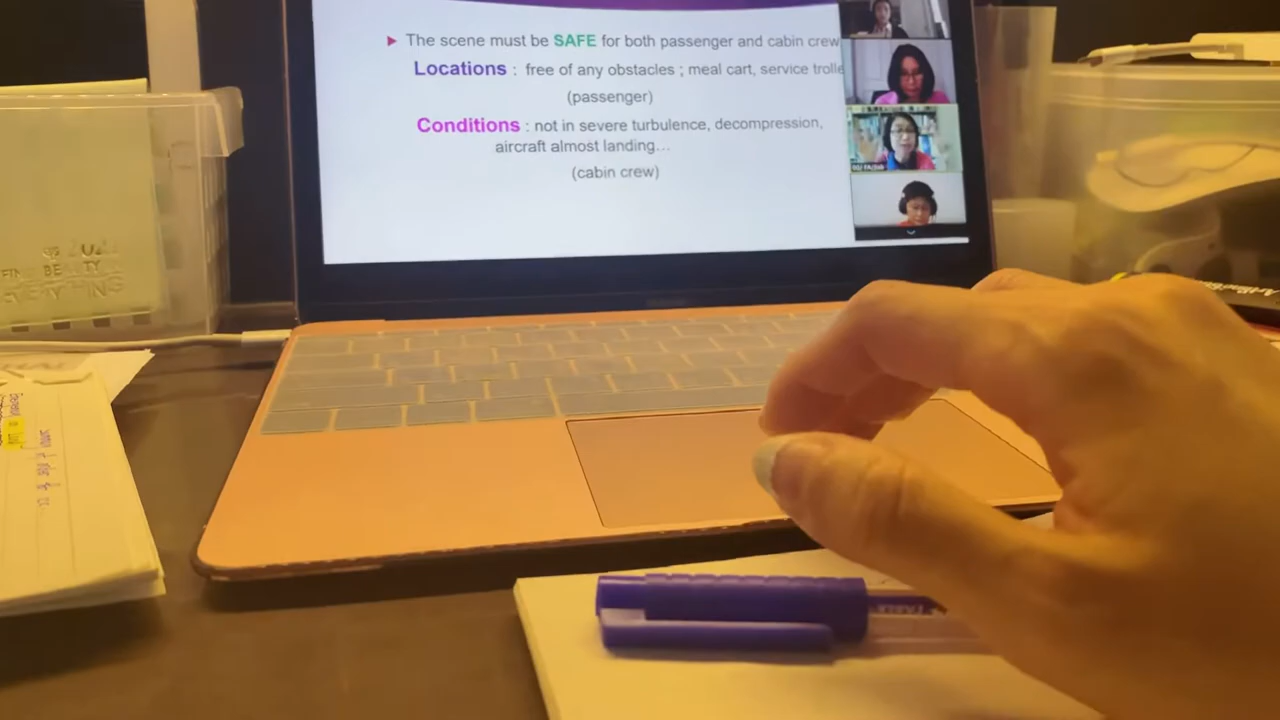 The scene must be SAFE for both passenger and cabin crew
Locations : free of any obstacles ; meal cart, service trolle
(passenger)
Conditions : not in severe turbulence, decompression,
aircraft almost landing...
(cabin crew)
BEAUTY